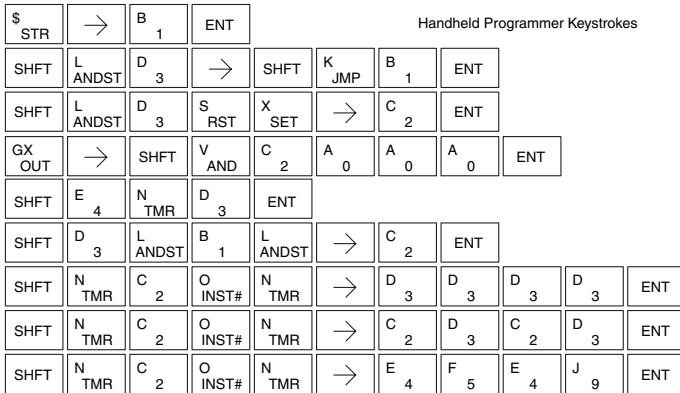 Handheld Programmer Keystrokes
$ STR → B 1 ENT
SHFT L ANDST D 3 → SHFT K JMP B 1 ENT
SHFT L ANDST D 3 S RST X SET → C 2 ENT
GX OUT → SHFT V AND C 2 A 0 A 0 A 0 ENT
SHFT E 4 N TMR D 3 ENT
SHFT D 3 L ANDST B 1 L ANDST → C 2 ENT
SHFT N TMR C 2 O INST# N TMR → D 3 D 3 D 3 D 3 ENT
SHFT N TMR C 2 O INST# N TMR → C 2 D 3 C 2 D 3 ENT
SHFT N TMR C 2 O INST# N TMR → E 4 F 5 E 4 J 9 ENT